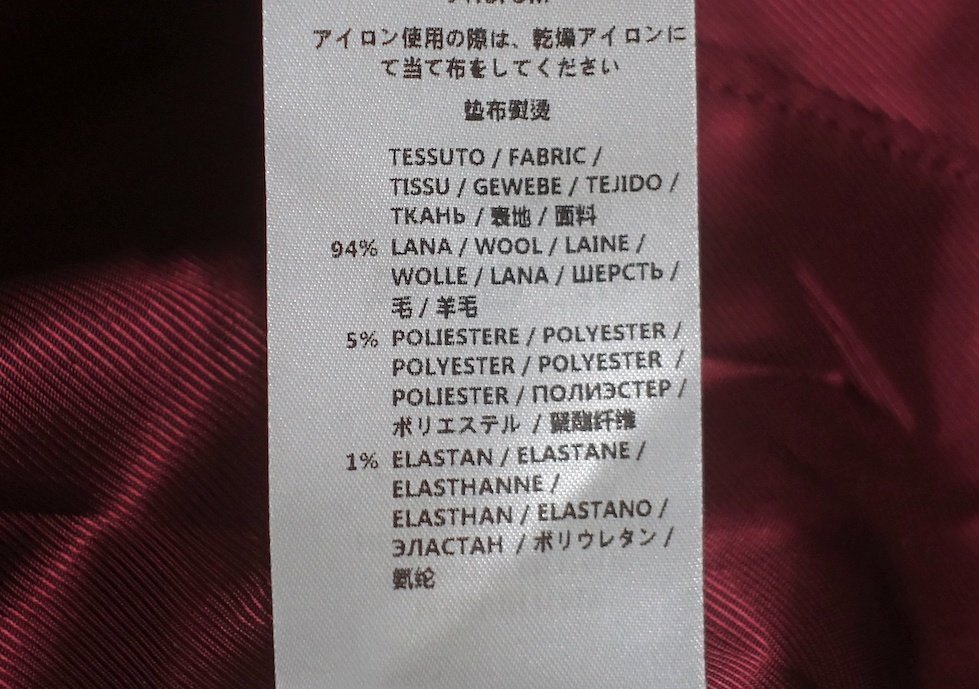 アイロン使用の際は、乾燥アイロンに
て当て布をしてください
垫布熨烫
TESSUTO / FABRIC /
TISSU / GEWEBE / TEJIDO /
ТКАНЬ / 表地 / 面料
94% LANA / WOOL / LAINE /
WOLLE / LANA / ШЕРСТЬ /
毛 / 羊毛
5% POLIESTERE / POLYESTER /
POLYESTER / POLYESTER /
POLIESTER / ПОЛИЭСТЕР /
ポリエステル / 聚酯纤维
1% ELASTAN / ELASTANE /
ELASTHANNE /
ELASTHAN / ELASTANO /
ЭЛАСТАН / ポリウレタン /
氨纶